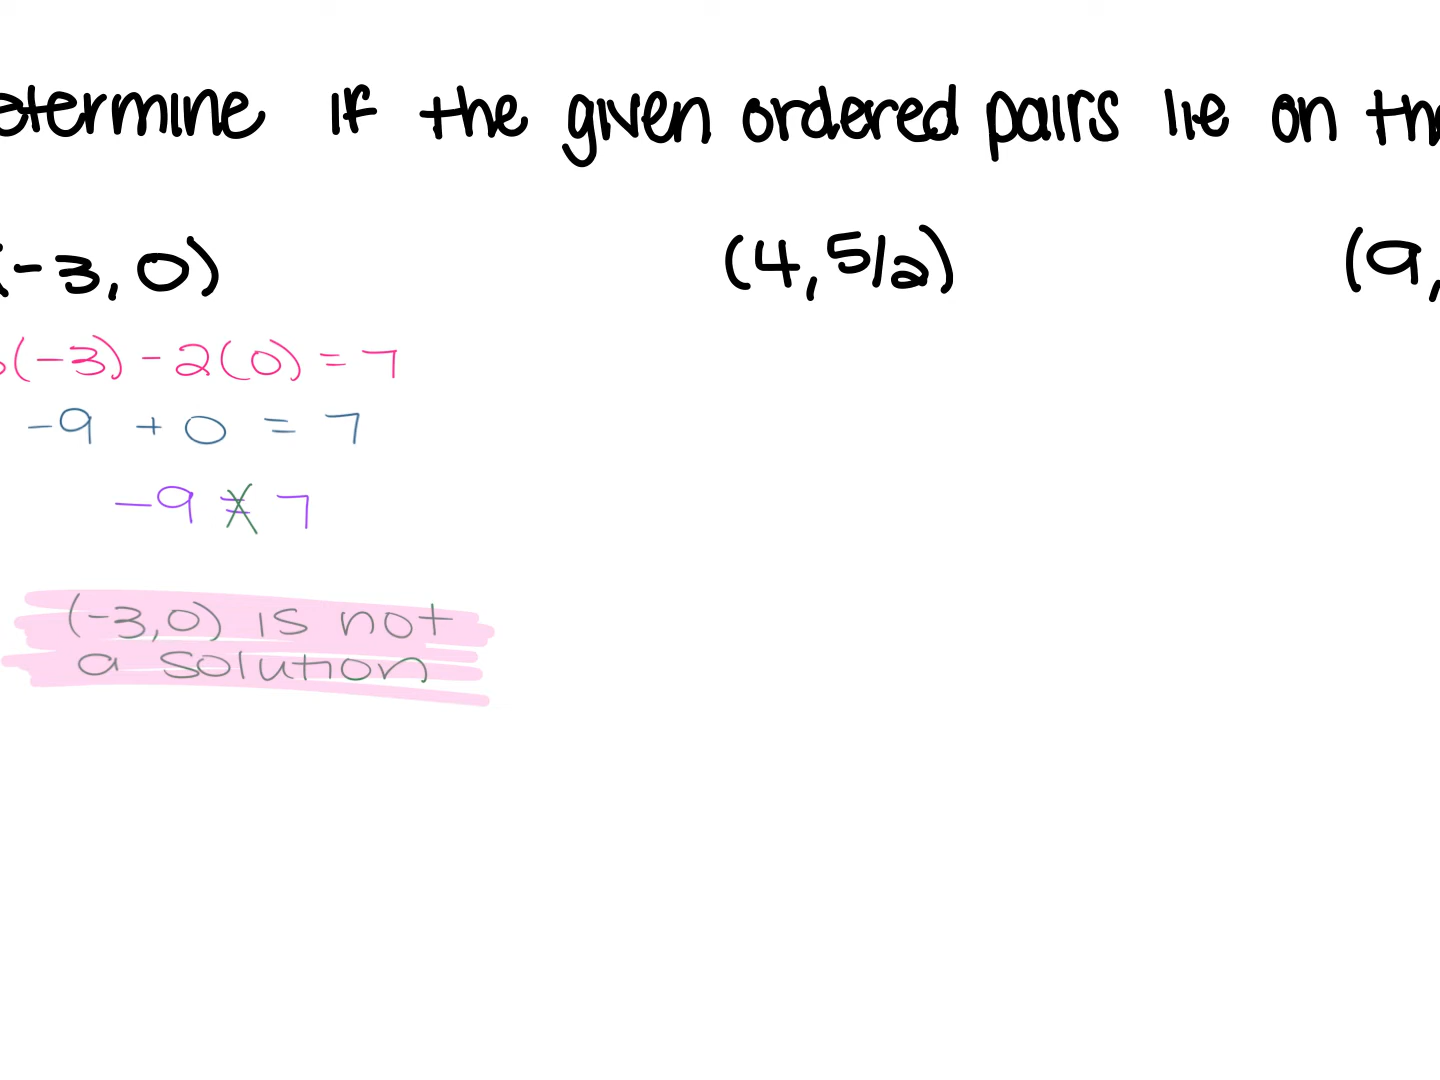 etermine if the given ordered pairs lie on th
(-3, 0) (4, 5/2) (9,
3(-3) - 2(0) = 7
-9 + 0 = 7
-9 ≠ 7
(-3,0) is not
a solution